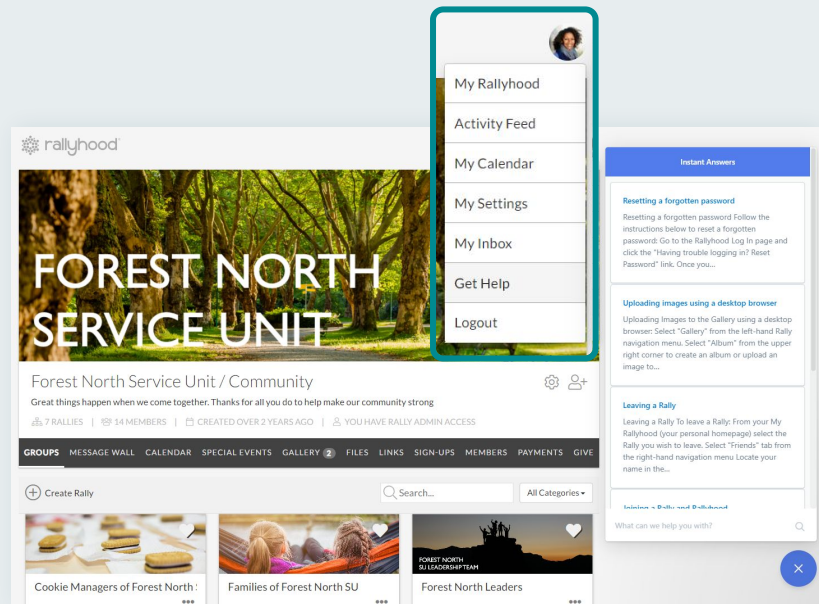 My Rallyhood
Activity Feed
My Calendar
My Settings
My Inbox
Get Help
Logout
rallyhood
FOREST NORTH
SERVICE UNIT
Forest North Service Unit / Community
Great things happen when we come together. Thanks for all you do to help make our community strong
7 RALLIES | 14 MEMBERS | CREATED OVER 2 YEARS AGO | YOU HAVE RALLY ADMIN ACCESS
GROUPS MESSAGE WALL CALENDAR SPECIAL EVENTS GALLERY 2 FILES LINKS SIGN-UPS MEMBERS PAYMENTS GIVE
Create Rally Search... All Categories
FOREST NORTH
SU LEADERSHIP TEAM
Cookie Managers of Forest North Families of Forest North SU Forest North Leaders
Instant Answers
Resetting a forgotten password
Resetting a forgotten password Follow the
instructions below to reset a forgotten
password: Go to the Rallyhood Log In page and
click the "Having trouble logging in? Reset
Password" link. Once you...
Uploading images using a desktop browser
Uploading Images to the Gallery using a desktop
browser: Select "Gallery" from the left-hand Rally
navigation menu. Select "Album" from the upper
right corner to create an album or upload an
image to...
Leaving a Rally
Leaving a Rally To leave a Rally: From your My
Rallyhood (your personal homepage) select the
Rally you wish to leave. Select "Friends" tab from
the right-hand navigation menu Locate your
name in the...
Joining a Rally and Rallyhood
What can we help you with?